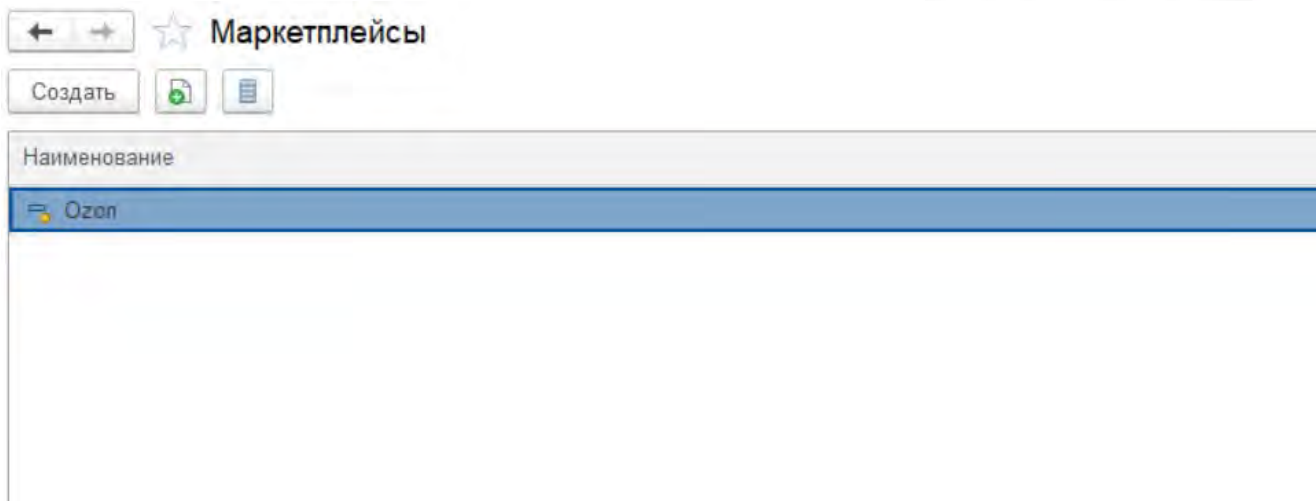 Маркетплейсы
Создать
Наименование
Ozon